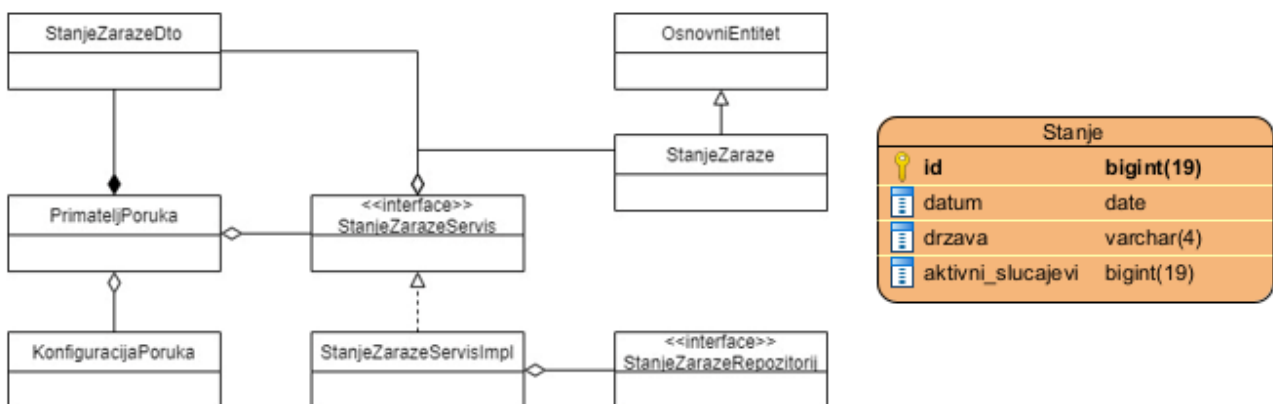 StanjeZarazeDto
OsnovniEntitet
StanjeZaraze
PrimateljPoruka
<<interface>>
StanjeZarazeServis
KonfiguracijaPoruka
StanjeZarazeServisImpl
<<interface>>
StanjeZarazeRepozitorij
Stanje
id bigint(19)
datum date
drzava varchar(4)
aktivni_slucajevi bigint(19)